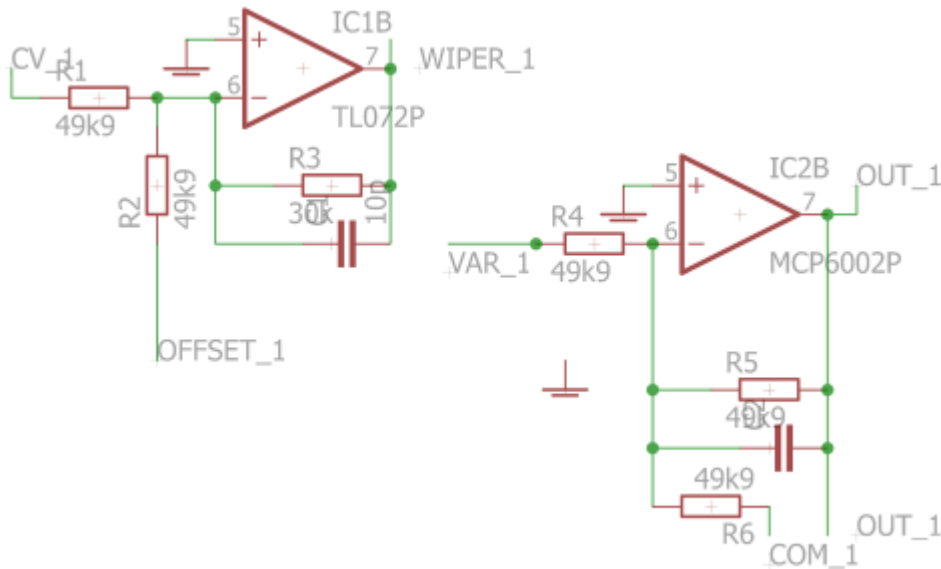 IC1B
5
CV_1
R1
7
WIPER_1
6
49k9
TL072P
R3
30k
10n
R2
49k9
IC2B
5
OUT_1
R4
7
6
VAR_1
49k9
MCP6002P
OFFSET_1
R5
49k9
49k9
R6
OUT_1
COM_1